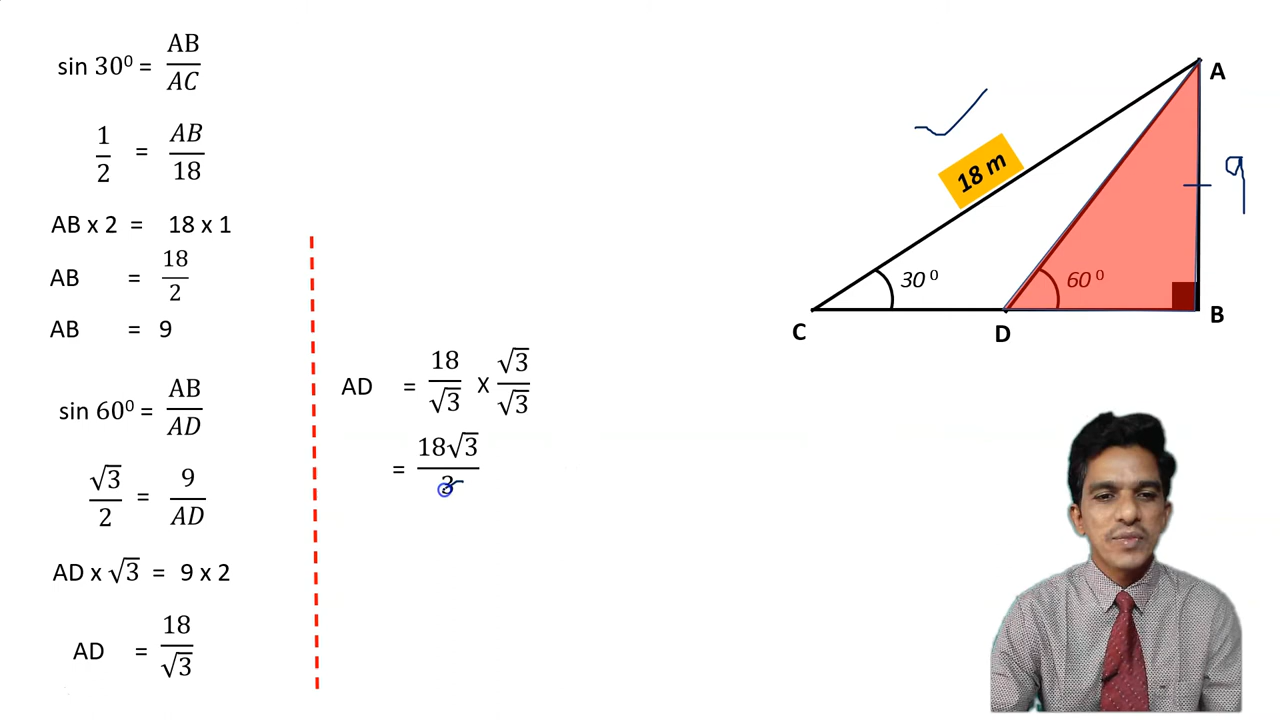 sin 30⁰ = AB/AC
1/2 = AB/18
AB x 2 = 18 x 1
AB = 18/2
AB = 9
sin 60⁰ = AB/AD
√3/2 = 9/AD
AD x √3 = 9 x 2
AD = 18/√3
AD = 18/√3 X √3/√3
= 18√3/3
A
18 m
9
30⁰
60⁰
B
C
D